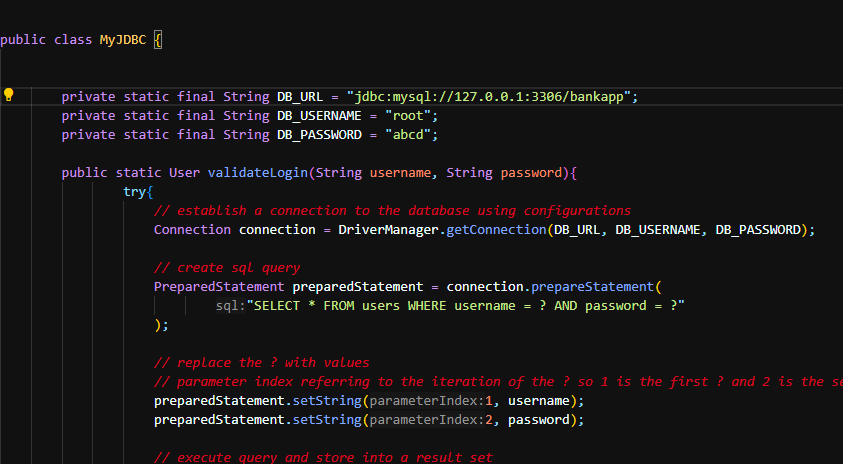 public class MyJDBC {
private static final String DB_URL = "jdbc:mysql://127.0.0.1:3306/bankapp";
private static final String DB_USERNAME = "root";
private static final String DB_PASSWORD = "abcd";
public static User validateLogin(String username, String password){
try{
// establish a connection to the database using configurations
Connection connection = DriverManager.getConnection(DB_URL, DB_USERNAME, DB_PASSWORD);
// create sql query
PreparedStatement preparedStatement = connection.prepareStatement(
sql:"SELECT * FROM users WHERE username = ? AND password = ?"
);
// replace the ? with values
// parameter index referring to the iteration of the ? so 1 is the first ? and 2 is the
preparedStatement.setString(parameterIndex:1, username);
preparedStatement.setString(parameterIndex:2, password);
// execute query and store into a result set